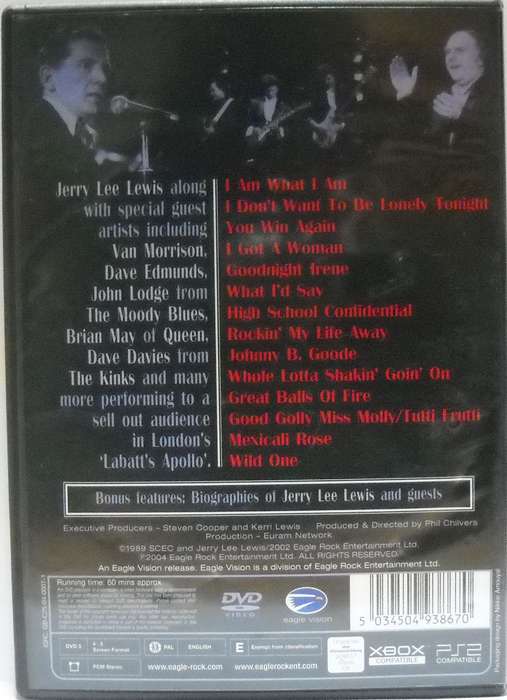 Jerry Lee Lewis along
with special guest
artists including
Van Morrison,
Dave Edmunds,
John Lodge from
The Moody Blues,
Brian May of Queen,
Dave Davies from
The Kinks and many
more performing to a
sell out audience
in London's
'Labatt's Apollo'.
I Am What I Am
I Don't Want To Be Lonely Tonight
You Win Again
I Got A Woman
Goodnight Irene
What I'd Say
High School Confidential
Rockin' My Life Away
Johnny B. Goode
Whole Lotta Shakin' Goin' On
Great Balls Of Fire
Good Golly Miss Molly/Tutti Frutti
Mexicali Rose
Wild One
Bonus features: Biographies of Jerry Lee Lewis and guests
Executive Producers - Steven Cooper and Kerri Lewis Produced & Directed by Phil Chilvers
Production - Euram Network
©1989 SCEC and Jerry Lee Lewis/2002 Eagle Rock Entertainment Ltd.
℗2004 Eagle Rock Entertainment Ltd. ALL RIGHTS RESERVED.
An Eagle Vision release. Eagle Vision is a division of Eagle Rock Entertainment Ltd.
Running time: 60 mins approx.
DVD
VIDEO
eagle vision
5 034504 938670
DVD 5
4:3
Screen Format
PAL
ENGLISH
E Exempt from classification
PCM Stereo
www.eagle-rock.com
www.eaglerockent.com
XBOX
COMPATIBLE
PS2
COMPATIBLE